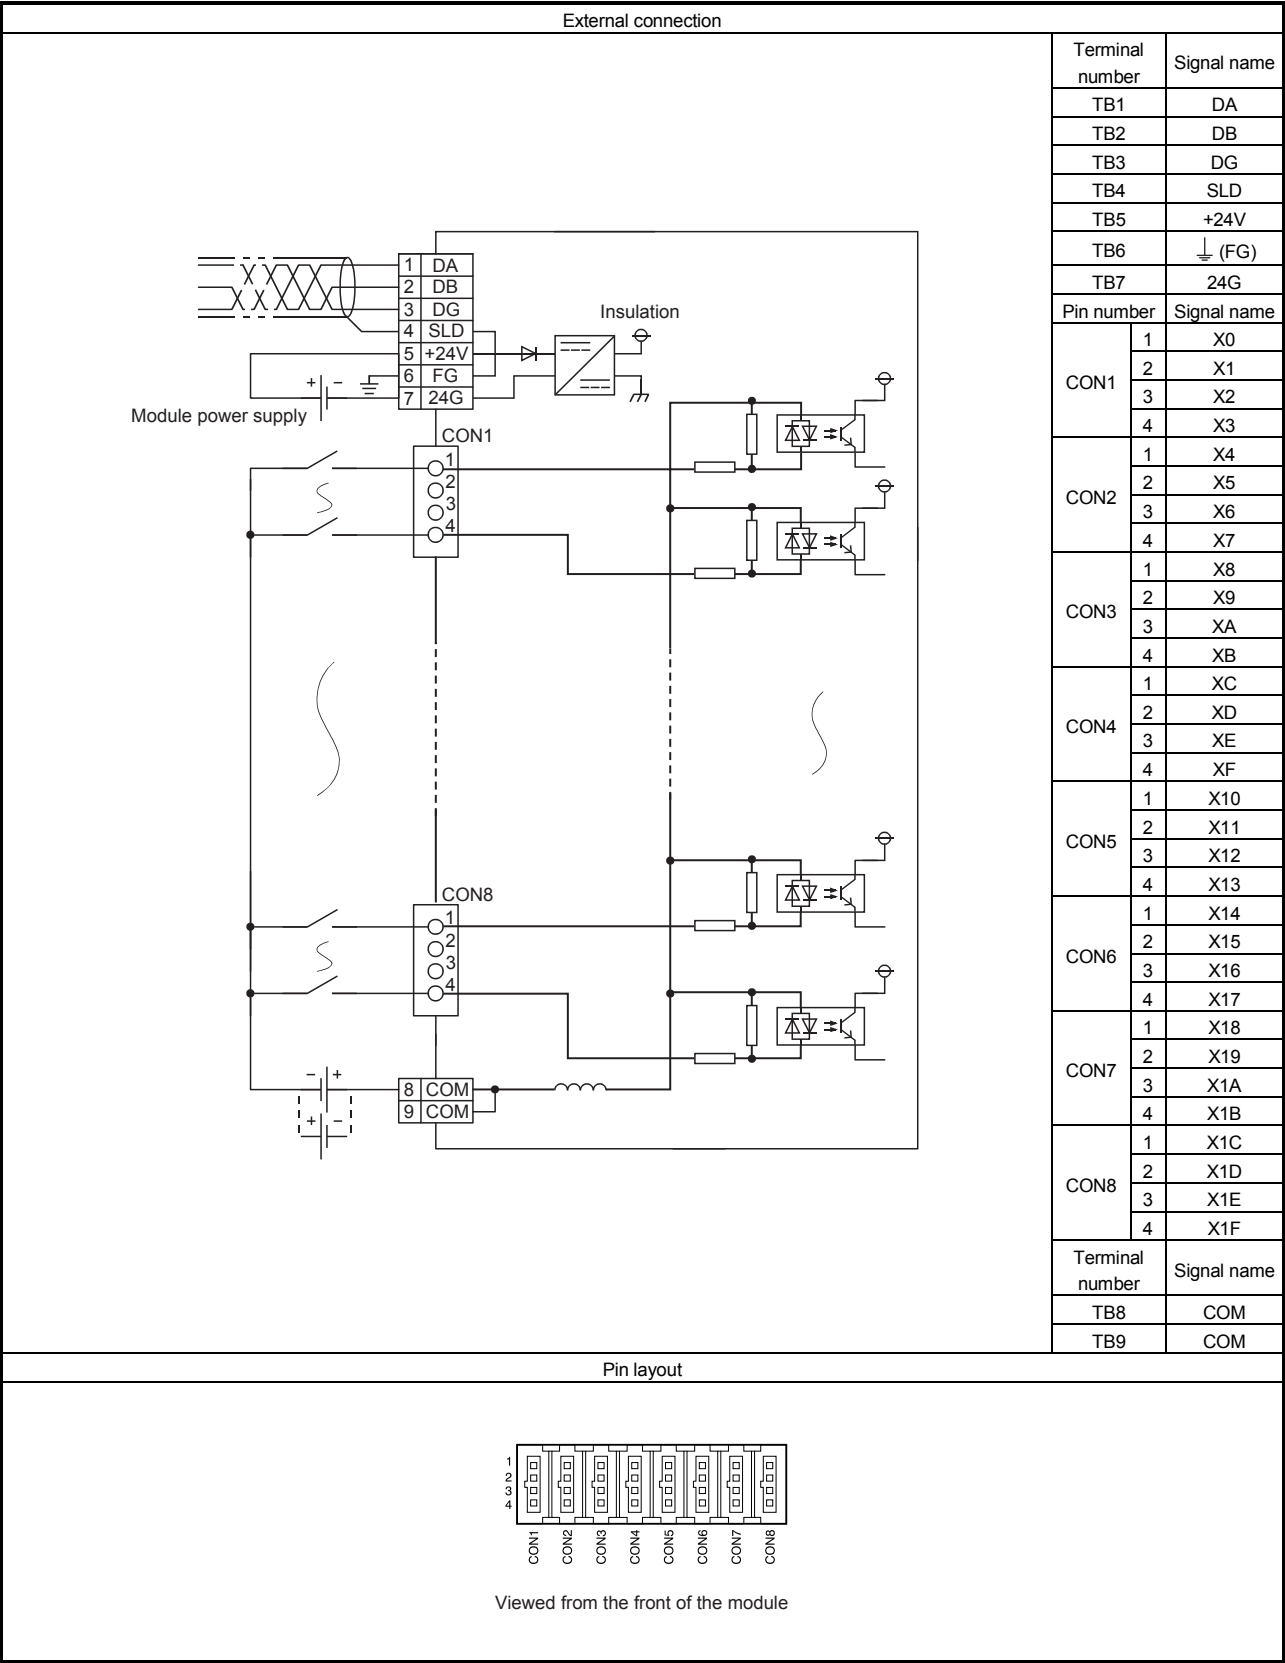 External connection
Terminal number Signal name
TB1 DA
TB2 DB
TB3 DG
TB4 SLD
TB5 +24V
TB6 ⏚ (FG)
TB7 24G
Pin number Signal name
CON1 1 X0
2 X1
3 X2
4 X3
CON2 1 X4
2 X5
3 X6
4 X7
CON3 1 X8
2 X9
3 XA
4 XB
CON4 1 XC
2 XD
3 XE
4 XF
CON5 1 X10
2 X11
3 X12
4 X13
CON6 1 X14
2 X15
3 X16
4 X17
CON7 1 X18
2 X19
3 X1A
4 X1B
CON8 1 X1C
2 X1D
3 X1E
4 X1F
Terminal number Signal name
TB8 COM
TB9 COM
1 DA
2 DB
3 DG
4 SLD
5 +24V
6 FG
7 24G
Insulation
+ −
Module power supply
CON1
1
2
3
4
CON8
1
2
3
4
− +
8 COM
9 COM
+ −
Pin layout
1
2
3
4
CON1
CON2
CON3
CON4
CON5
CON6
CON7
CON8
Viewed from the front of the module